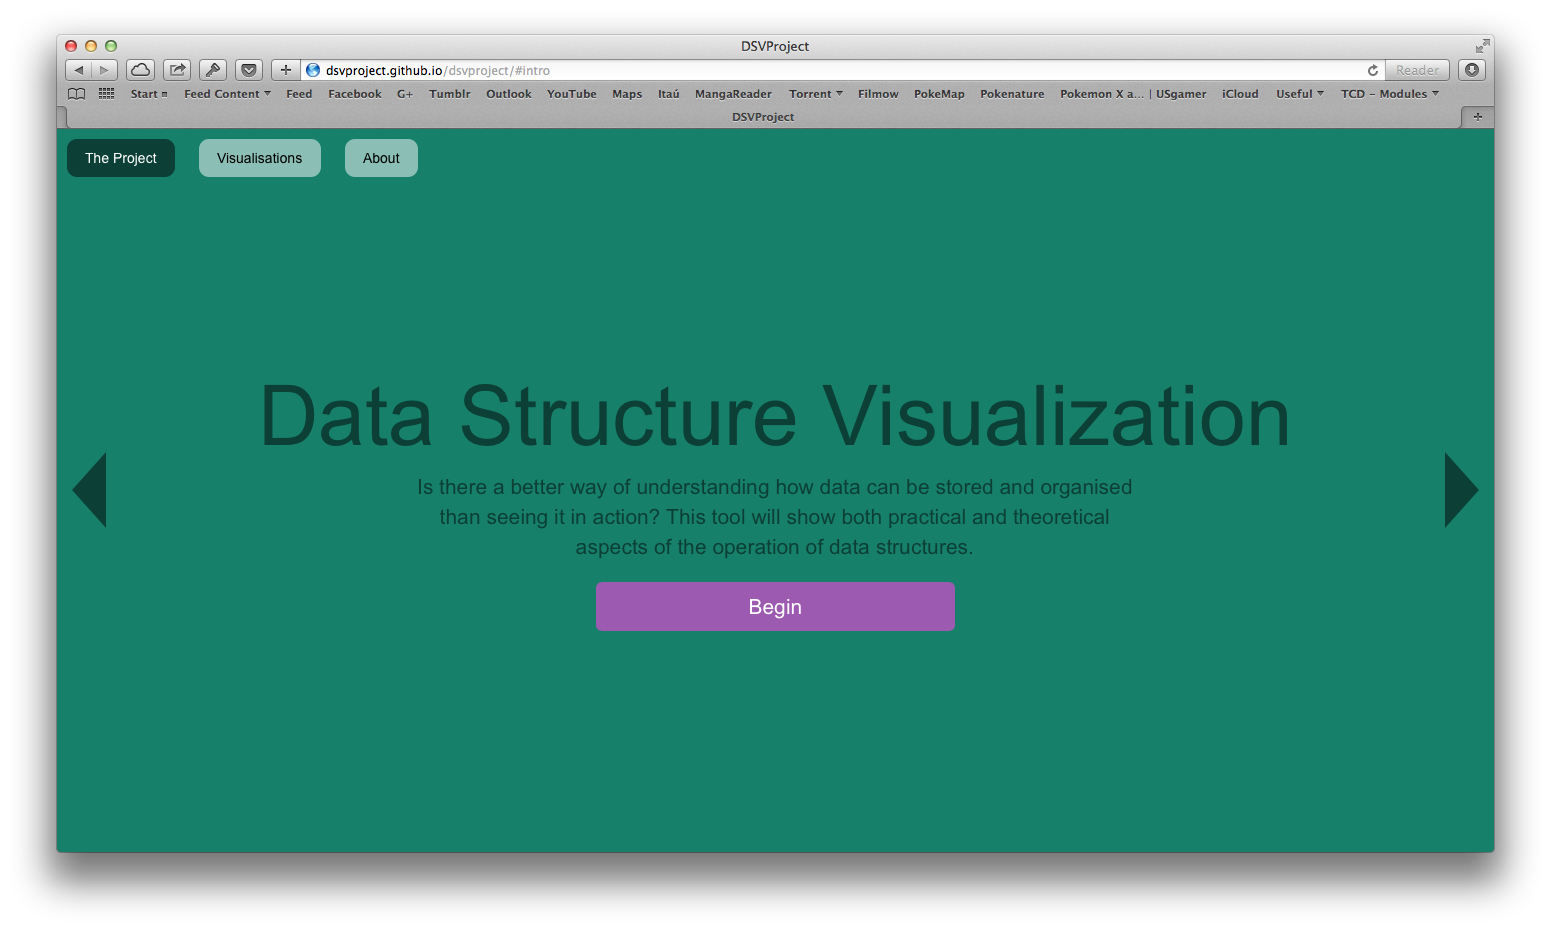 DSVProject
dsvproject.github.io/dsvproject/#intro
Reader
Start
Feed Content
Feed
Facebook
G+
Tumblr
Outlook
YouTube
Maps
Itaú
MangaReader
Torrent
Filmow
PokeMap
Pokenature
Pokemon X a... | USgamer
iCloud
Useful
TCD - Modules
DSVProject
The Project
Visualisations
About
Data Structure Visualization
Is there a better way of understanding how data can be stored and organised
than seeing it in action? This tool will show both practical and theoretical
aspects of the operation of data structures.
Begin